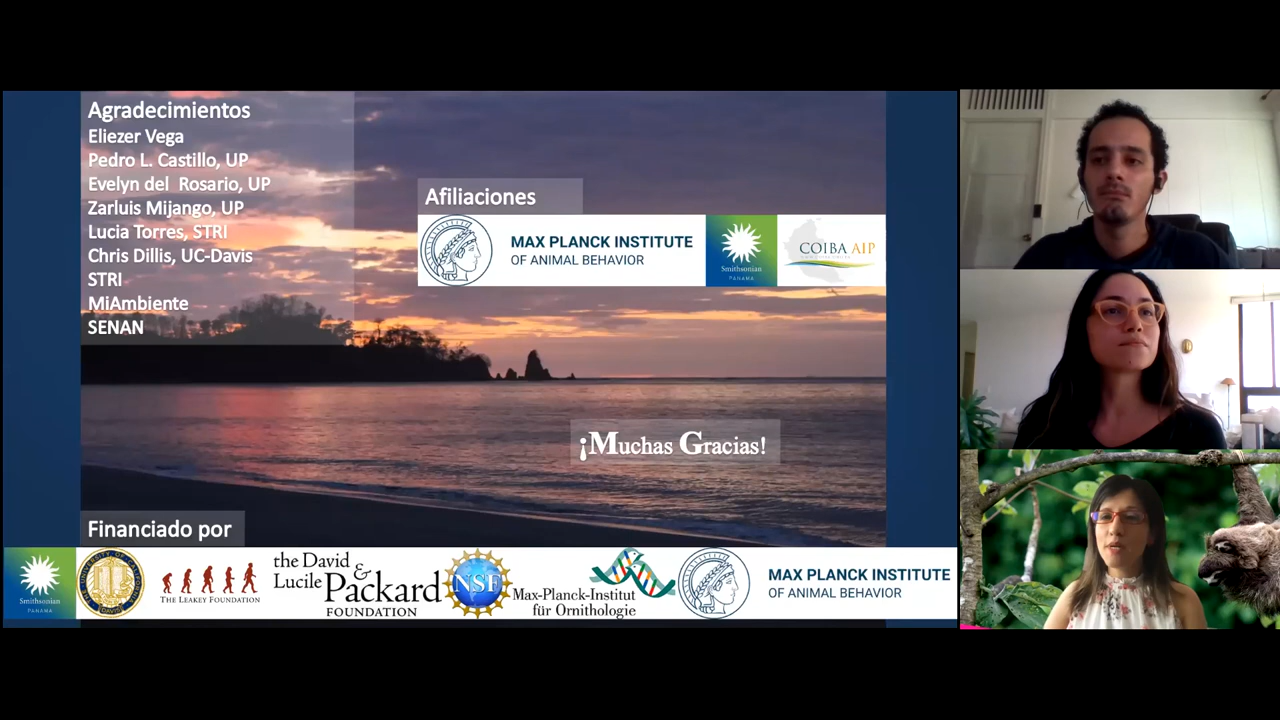 Agradecimientos
Eliezer Vega
Pedro L. Castillo, UP
Evelyn del Rosario, UP
Zarluis Mijango, UP
Lucia Torres, STRI
Chris Dillis, UC-Davis
STRI
MiAmbiente
SENAN
Afiliaciones
MAX PLANCK INSTITUTE
OF ANIMAL BEHAVIOR
Smithsonian
PANAMA
COIBA AIP
¡Muchas Gracias!
Financiado por
Smithsonian
PANAMA
THE LEAKEY FOUNDATION
the David &
Lucile Packard
FOUNDATION
NSF
Max-Planck-Institut
für Ornithologie
MAX PLANCK INSTITUTE
OF ANIMAL BEHAVIOR